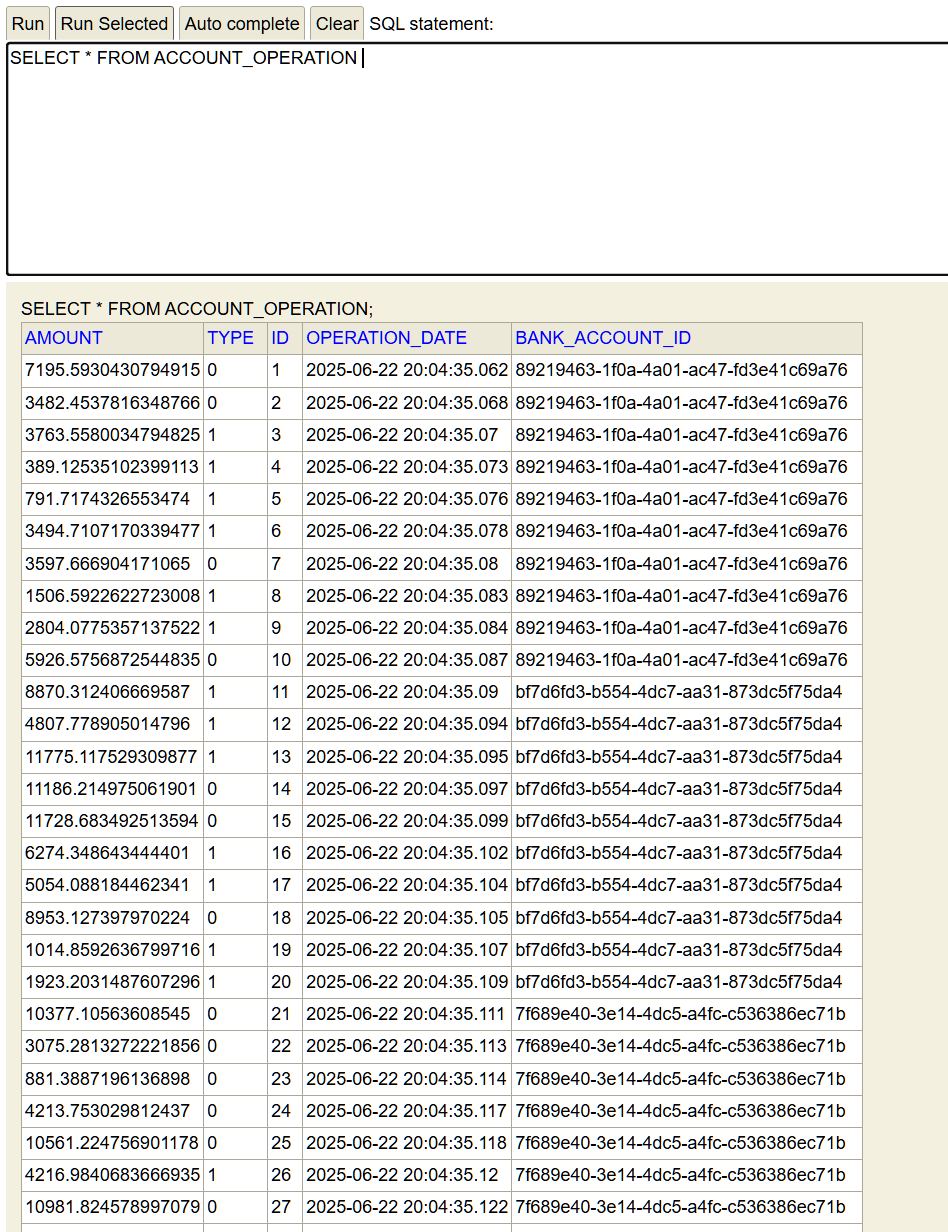 Run Run Selected Auto complete Clear SQL statement:
SELECT * FROM ACCOUNT_OPERATION
SELECT * FROM ACCOUNT_OPERATION;
AMOUNT TYPE ID OPERATION_DATE BANK_ACCOUNT_ID
7195.5930430794915 0 1 2025-06-22 20:04:35.062 89219463-1f0a-4a01-ac47-fd3e41c69a76
3482.4537816348766 0 2 2025-06-22 20:04:35.068 89219463-1f0a-4a01-ac47-fd3e41c69a76
3763.5580034794825 1 3 2025-06-22 20:04:35.07 89219463-1f0a-4a01-ac47-fd3e41c69a76
389.12535102399113 1 4 2025-06-22 20:04:35.073 89219463-1f0a-4a01-ac47-fd3e41c69a76
791.7174326553474 1 5 2025-06-22 20:04:35.076 89219463-1f0a-4a01-ac47-fd3e41c69a76
3494.7107170339477 1 6 2025-06-22 20:04:35.078 89219463-1f0a-4a01-ac47-fd3e41c69a76
3597.666904171065 0 7 2025-06-22 20:04:35.08 89219463-1f0a-4a01-ac47-fd3e41c69a76
1506.5922622723008 1 8 2025-06-22 20:04:35.083 89219463-1f0a-4a01-ac47-fd3e41c69a76
2804.0775357137522 1 9 2025-06-22 20:04:35.084 89219463-1f0a-4a01-ac47-fd3e41c69a76
5926.5756872544835 0 10 2025-06-22 20:04:35.087 89219463-1f0a-4a01-ac47-fd3e41c69a76
8870.312406669587 1 11 2025-06-22 20:04:35.09 bf7d6fd3-b554-4dc7-aa31-873dc5f75da4
4807.778905014796 1 12 2025-06-22 20:04:35.094 bf7d6fd3-b554-4dc7-aa31-873dc5f75da4
11775.117529309877 1 13 2025-06-22 20:04:35.095 bf7d6fd3-b554-4dc7-aa31-873dc5f75da4
11186.214975061901 0 14 2025-06-22 20:04:35.097 bf7d6fd3-b554-4dc7-aa31-873dc5f75da4
11728.683492513594 0 15 2025-06-22 20:04:35.099 bf7d6fd3-b554-4dc7-aa31-873dc5f75da4
6274.348643444401 1 16 2025-06-22 20:04:35.102 bf7d6fd3-b554-4dc7-aa31-873dc5f75da4
5054.088184462341 1 17 2025-06-22 20:04:35.104 bf7d6fd3-b554-4dc7-aa31-873dc5f75da4
8953.127397970224 0 18 2025-06-22 20:04:35.105 bf7d6fd3-b554-4dc7-aa31-873dc5f75da4
1014.8592636799716 1 19 2025-06-22 20:04:35.107 bf7d6fd3-b554-4dc7-aa31-873dc5f75da4
1923.2031487607296 1 20 2025-06-22 20:04:35.109 bf7d6fd3-b554-4dc7-aa31-873dc5f75da4
10377.10563608545 0 21 2025-06-22 20:04:35.111 7f689e40-3e14-4dc5-a4fc-c536386ec71b
3075.2813272221856 0 22 2025-06-22 20:04:35.113 7f689e40-3e14-4dc5-a4fc-c536386ec71b
881.3887196136898 0 23 2025-06-22 20:04:35.114 7f689e40-3e14-4dc5-a4fc-c536386ec71b
4213.753029812437 0 24 2025-06-22 20:04:35.117 7f689e40-3e14-4dc5-a4fc-c536386ec71b
10561.224756901178 0 25 2025-06-22 20:04:35.118 7f689e40-3e14-4dc5-a4fc-c536386ec71b
4216.9840683666935 1 26 2025-06-22 20:04:35.12 7f689e40-3e14-4dc5-a4fc-c536386ec71b
10981.824578997079 0 27 2025-06-22 20:04:35.122 7f689e40-3e14-4dc5-a4fc-c536386ec71b